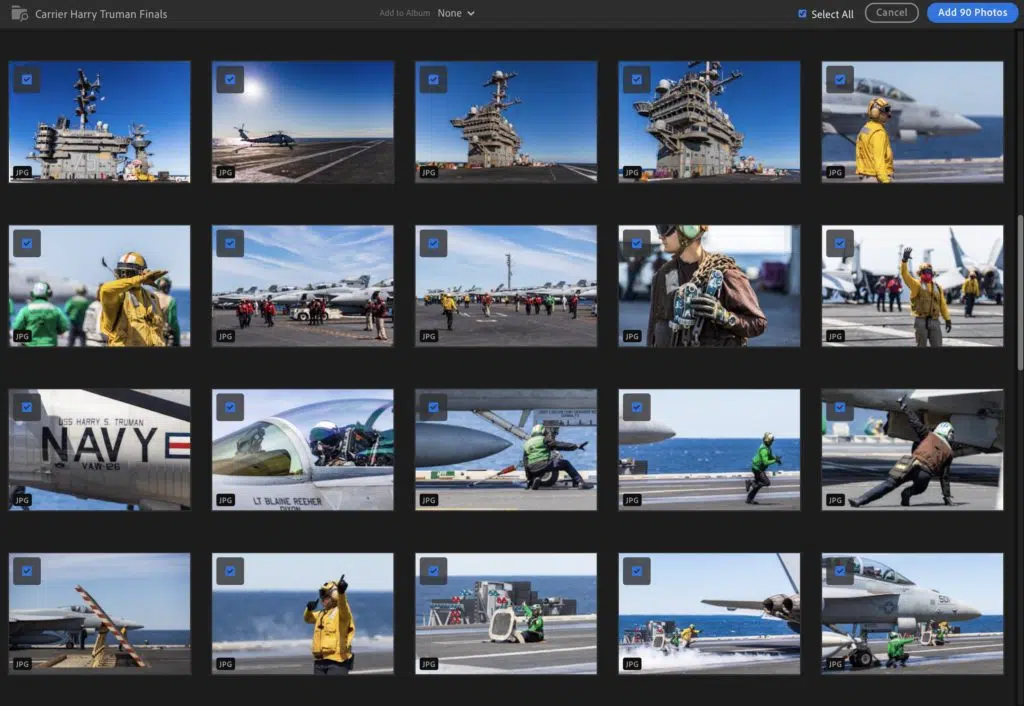 Carrier Harry Truman Finals
Add to Album None
Select All
Cancel
Add 90 Photos
JPG
JPG
JPG
JPG
JPG
JPG
JPG
JPG
JPG
JPG
USS HARRY S. TRUMAN
NAVY
VAW-126
JPG
LT BLAINE REEHER
DIXON
JPG
JPG
JPG
JPG
501
JPG
JPG
JPG
JPG
JPG